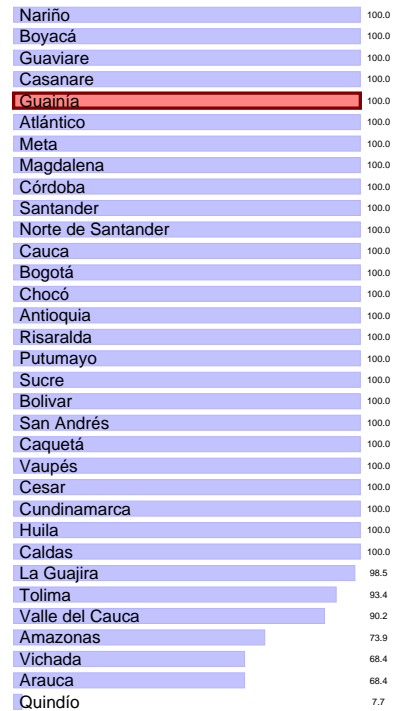 Nariño 100.0
Boyacá 100.0
Guaviare 100.0
Casanare 100.0
Guainía 100.0
Atlántico 100.0
Meta 100.0
Magdalena 100.0
Córdoba 100.0
Santander 100.0
Norte de Santander 100.0
Cauca 100.0
Bogotá 100.0
Chocó 100.0
Antioquia 100.0
Risaralda 100.0
Putumayo 100.0
Sucre 100.0
Bolivar 100.0
San Andrés 100.0
Caquetá 100.0
Vaupés 100.0
Cesar 100.0
Cundinamarca 100.0
Huila 100.0
Caldas 100.0
La Guajira 98.5
Tolima 93.4
Valle del Cauca 90.2
Amazonas 73.9
Vichada 68.4
Arauca 68.4
Quindío 7.7